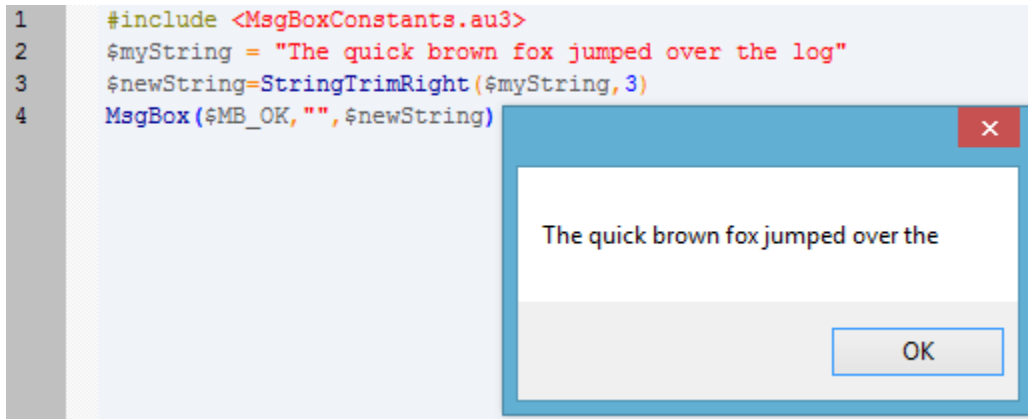 1 #include <MsgBoxConstants.au3>
2 $myString = "The quick brown fox jumped over the log"
3 $newString=StringTrimRight($myString,3)
4 MsgBox($MB_OK,"",$newString)
×
The quick brown fox jumped over the
OK